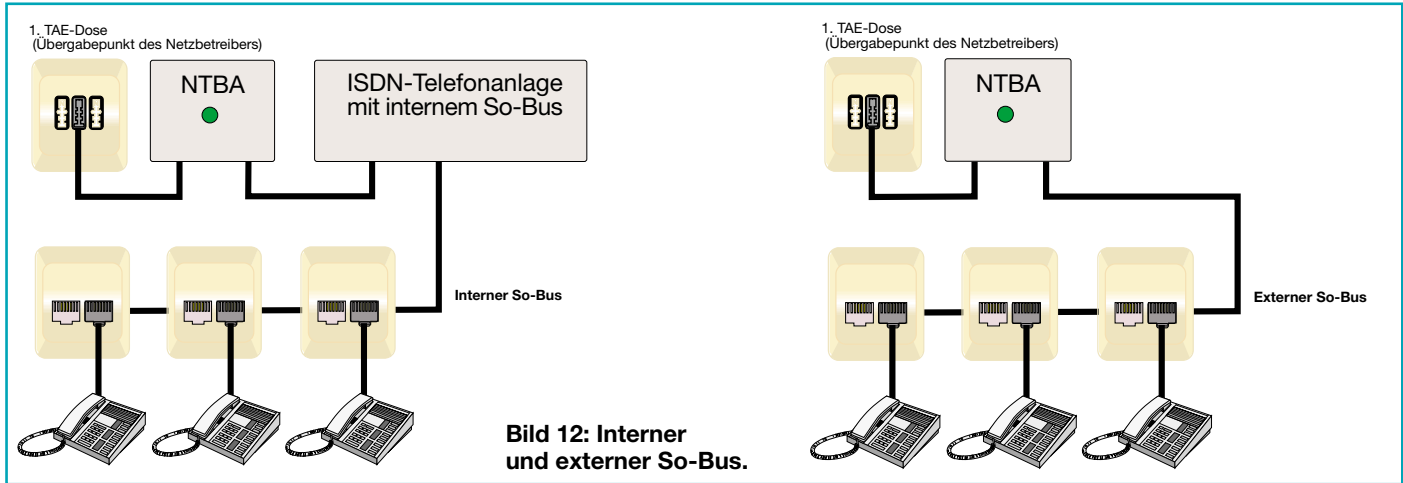 1. TAE-Dose
(Übergabepunkt des Netzbetreibers)
NTBA
ISDN-Telefonanlage
mit internem So-Bus
Interner So-Bus
1. TAE-Dose
(Übergabepunkt des Netzbetreibers)
NTBA
Externer So-Bus
Bild 12: Interner
und externer So-Bus.